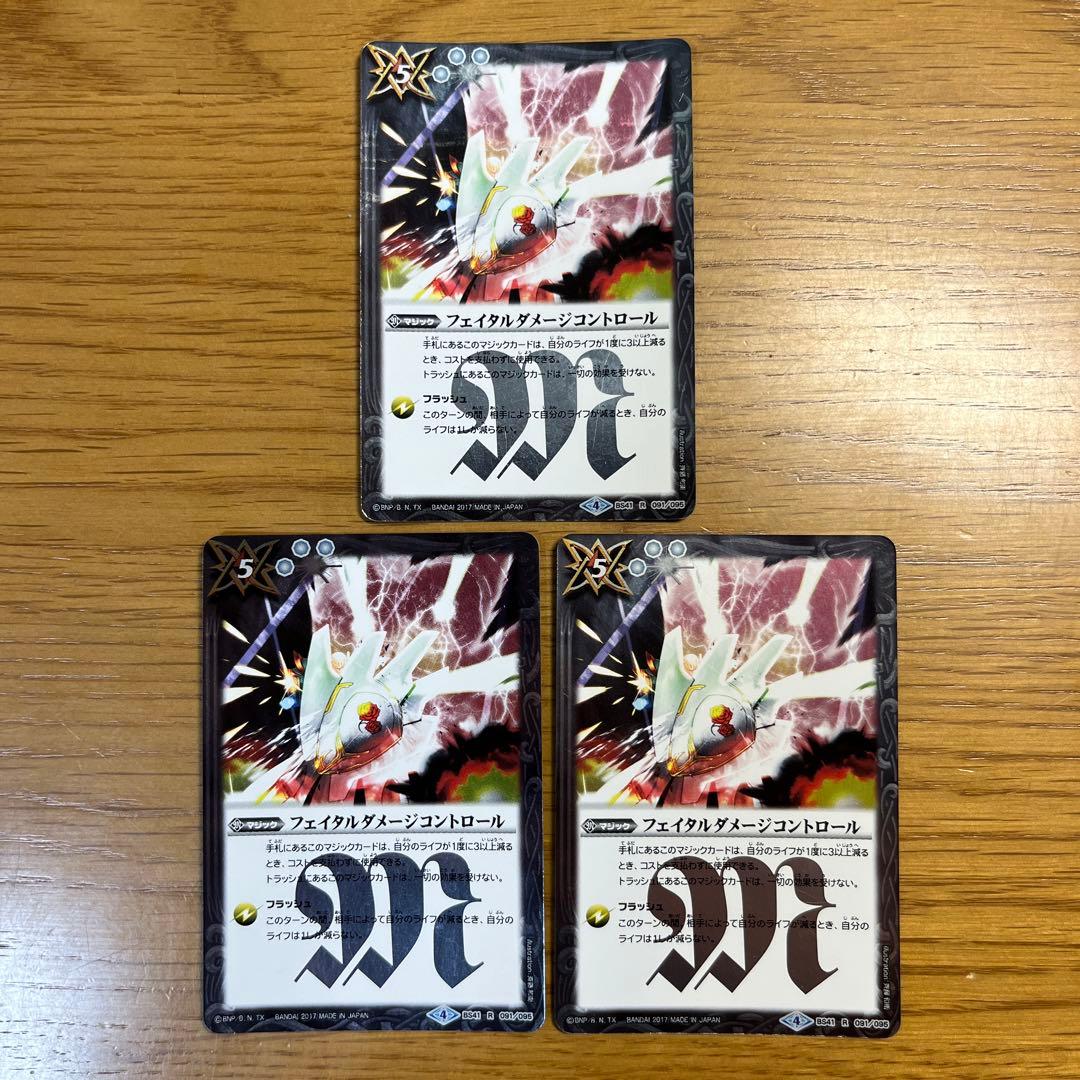 5
マジック フェイタルダメージコントロール
手札にあるこのマジックカードは、自分のライフが1度に3以上減る
とき、コストを支払わずに使用できる。
トラッシュにあるこのマジックカードは、一切の効果を受けない。
フラッシュ
このターンの間、相手によって自分のライフが減るとき、自分の
ライフは1しか減らない。
©BNP/B. N, TX BANDAI 2017 MADE IN JAPAN
4 BS41 R 091/095
5
マジック フェイタルダメージコントロール
手札にあるこのマジックカードは、自分のライフが1度に3以上減る
とき、コストを支払わずに使用できる。
トラッシュにあるこのマジックカードは、一切の効果を受けない。
フラッシュ
このターンの間、相手によって自分のライフが減るとき、自分の
ライフは1しか減らない。
©BNP/B. N, TX BANDAI 2017 MADE IN JAPAN
4 BS41 R 091/095
5
マジック フェイタルダメージコントロール
手札にあるこのマジックカードは、自分のライフが1度に3以上減る
とき、コストを支払わずに使用できる。
トラッシュにあるこのマジックカードは、一切の効果を受けない。
フラッシュ
このターンの間、相手によって自分のライフが減るとき、自分の
ライフは1しか減らない。
©BNP/B. N, TX BANDAI 2017 MADE IN JAPAN
4 BS41 R 091/095